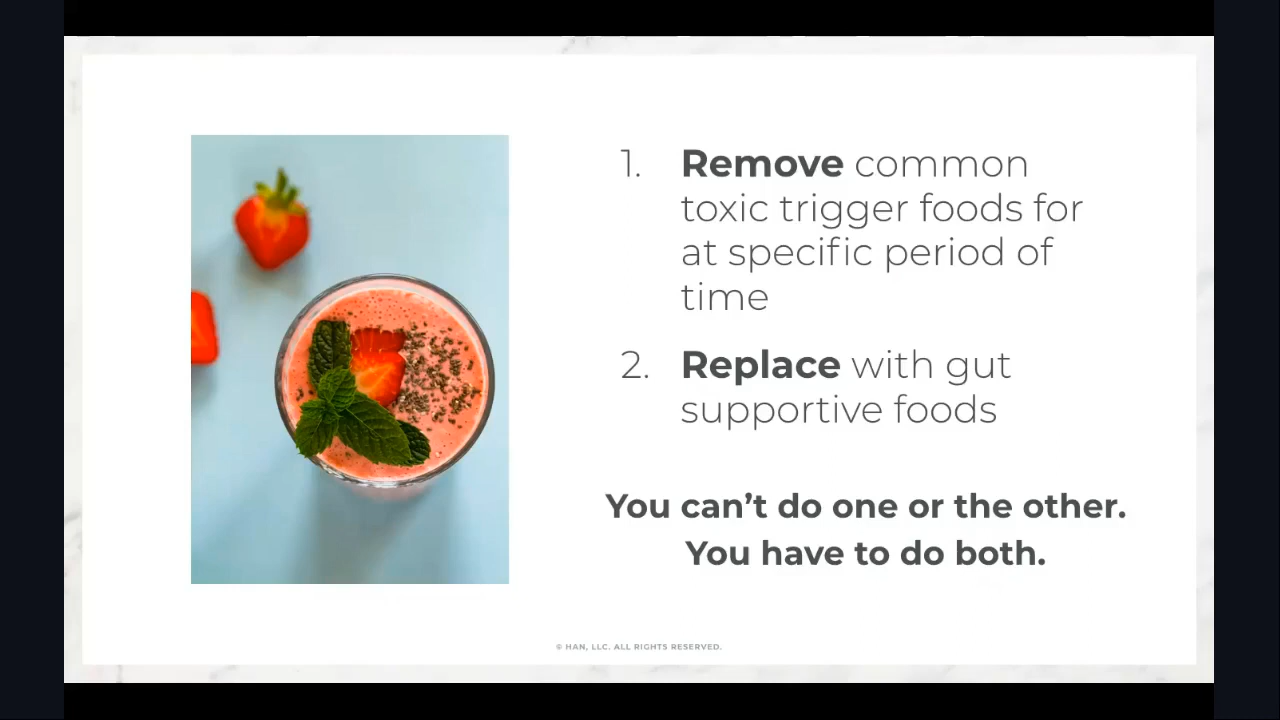 1. Remove common
toxic trigger foods for
at specific period of
time
2. Replace with gut
supportive foods
You can’t do one or the other.
You have to do both.
© HAN, LLC. ALL RIGHTS RESERVED.